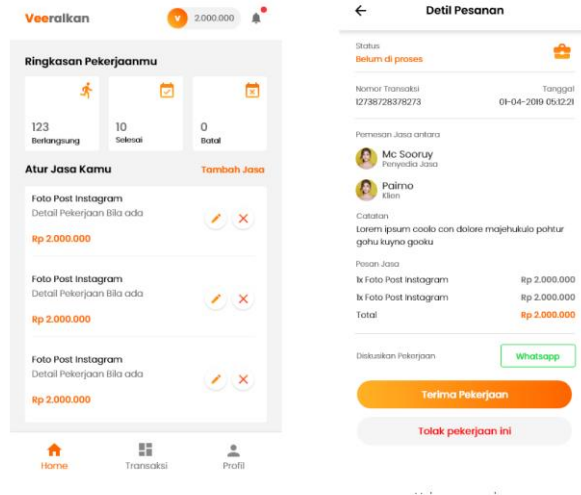 Veeralkan
V 2.000.000
Ringkasan Pekerjaanmu
123
Berlangsung
10
Selesai
0
Batal
Atur Jasa Kamu
Tambah Jasa
Foto Post Instagram
Detail Pekerjaan Bila ada
Rp 2.000.000
Foto Post Instagram
Detail Pekerjaan Bila ada
Rp 2.000.000
Foto Post Instagram
Detail Pekerjaan Bila ada
Rp 2.000.000
Home
Transaksi
Profil
Detil Pesanan
Status
Belum di proses
Nomor Transaksi
Tanggal
12738728378273
01-04-2019 05:12:21
Pemesan Jasa antara
Mc Sooruy
Penyedia Jasa
Paimo
Klien
Catatan
Lorem ipsum coolo con dolore majehukulo pohtur
gohu kuyno gooku
Pesan Jasa
1x Foto Post Instagram
Rp 2.000.000
1x Foto Post Instagram
Rp 2.000.000
Total
Rp 2.000.000
Diskusikan Pekerjaan
Whatsapp
Terima Pekerjaan
Tolak pekerjaan ini